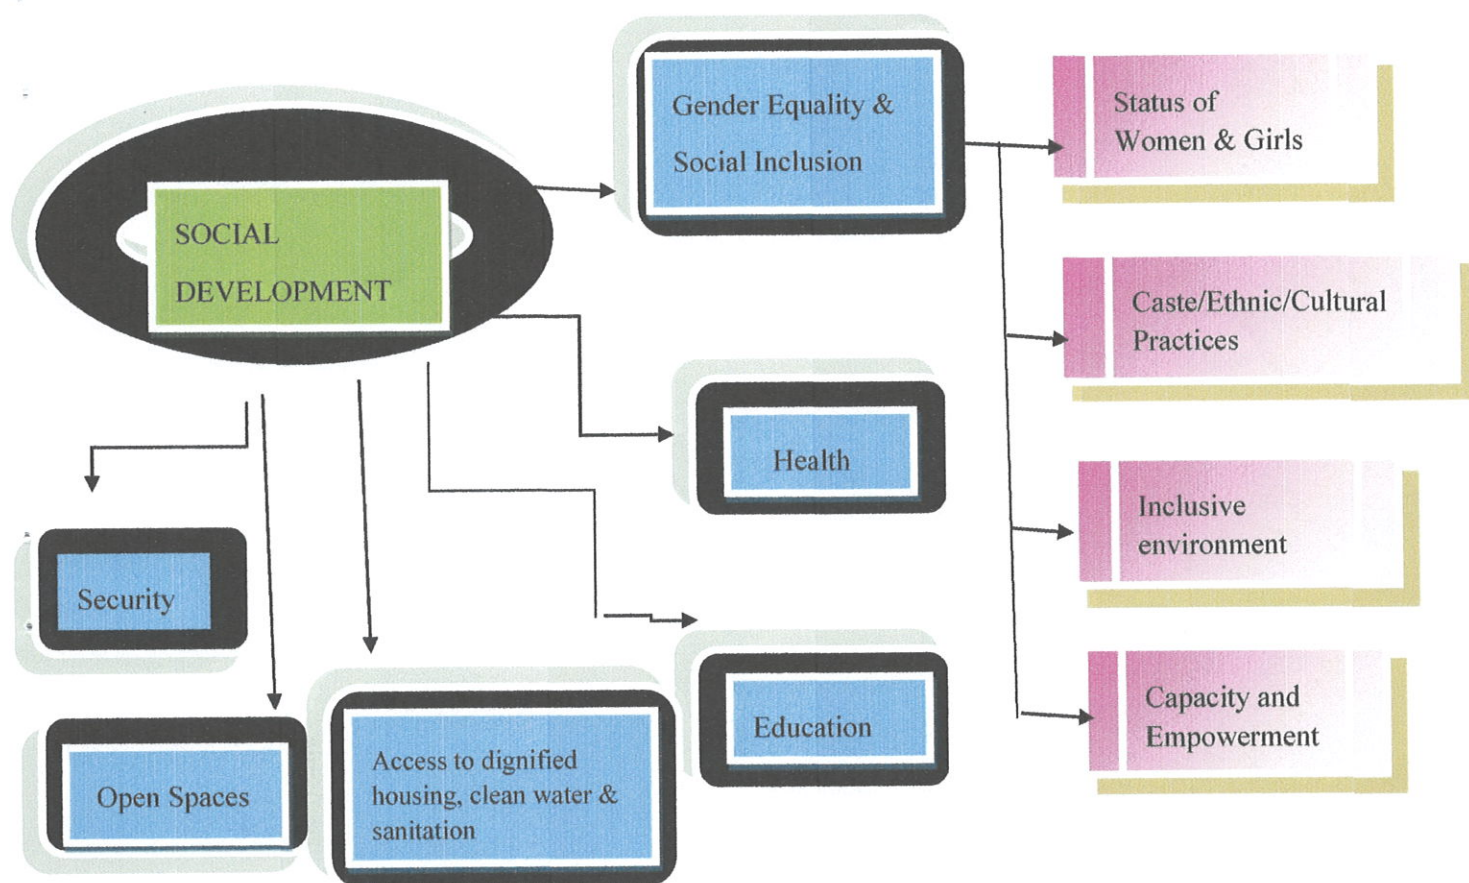 SOCIAL
DEVELOPMENT
Gender Equality &
Social Inclusion
Status of
Women & Girls
Caste/Ethnic/Cultural
Practices
Inclusive
environment
Capacity and
Empowerment
Health
Education
Access to dignified
housing, clean water &
sanitation
Open Spaces
Security